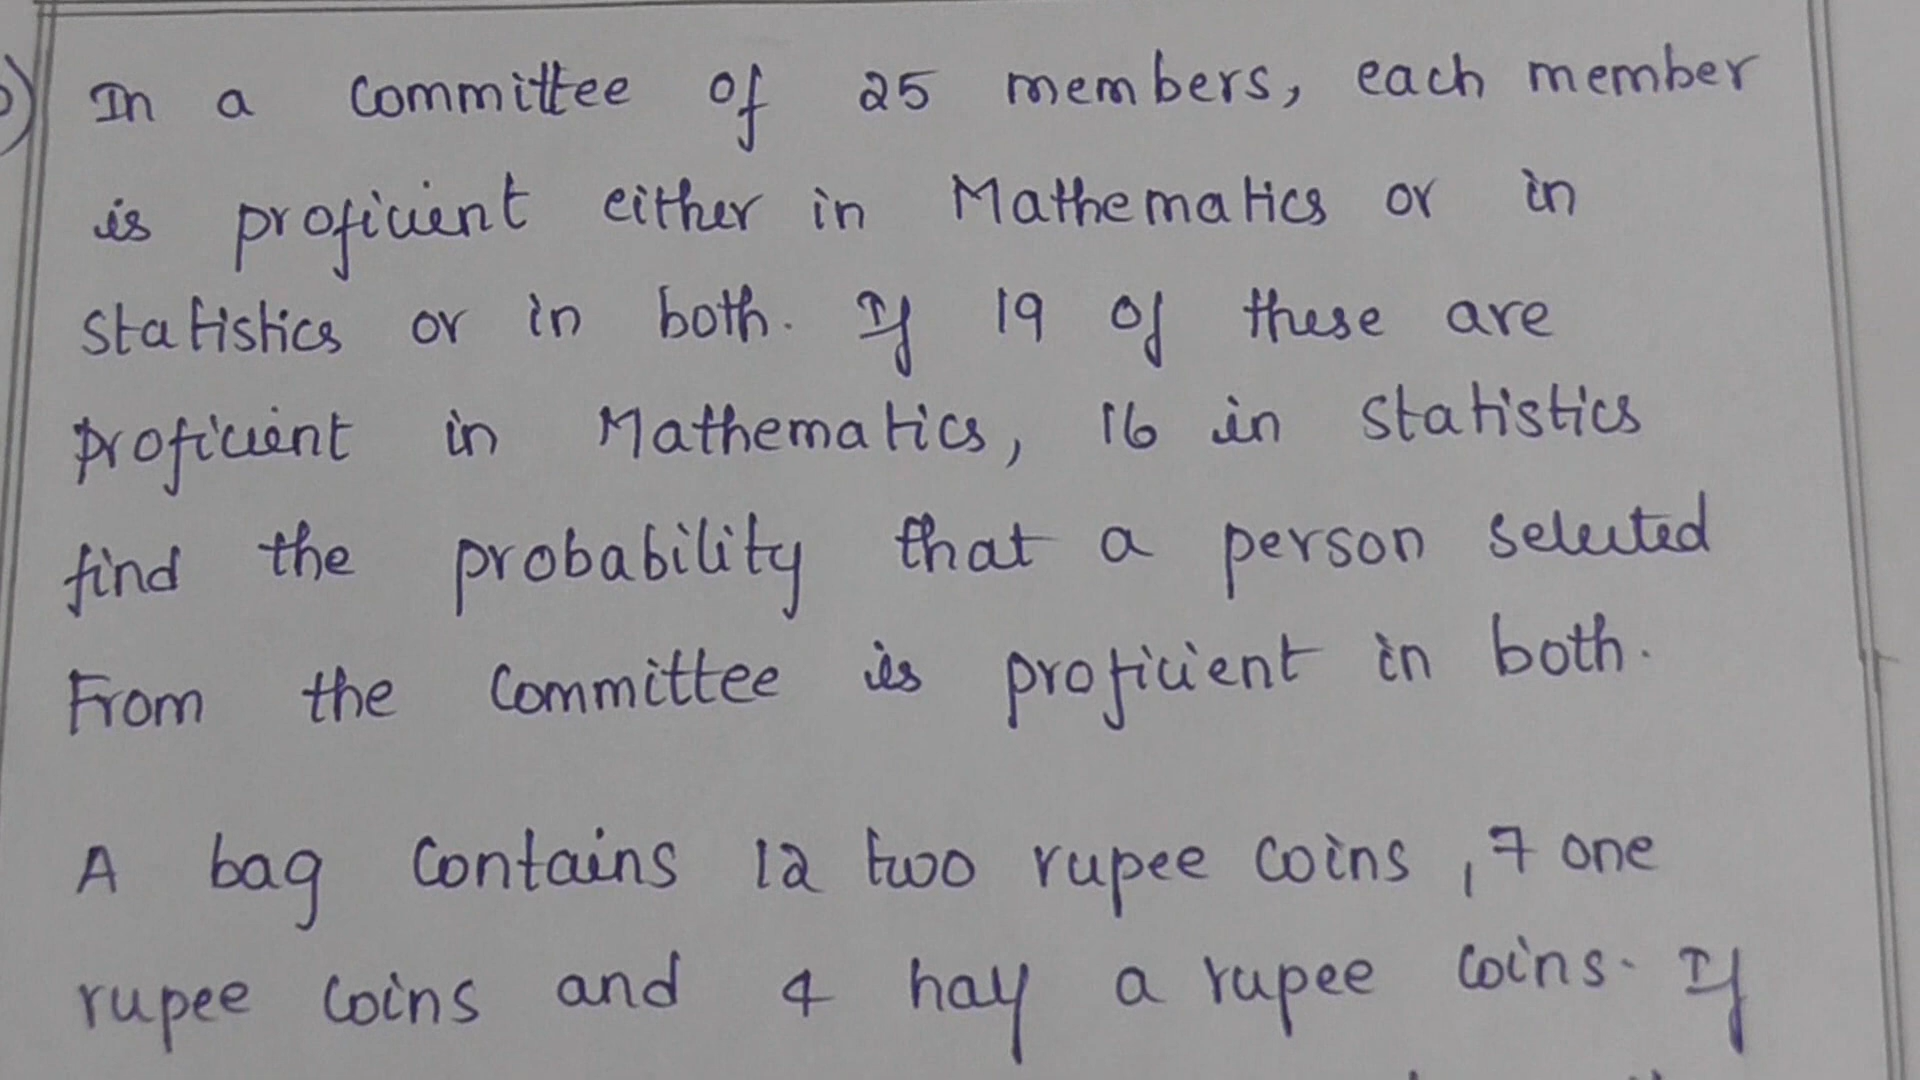 In a committee of 25 members, each member
is proficient either in Mathematics or in
Statistics or in both. If 19 of these are
proficient in Mathematics, 16 in Statistics
find the probability that a person selected
From the Committee is proficient in both.
A bag Contains 12 two rupee coins, 7 one
rupee coins and 4 half a rupee coins. If